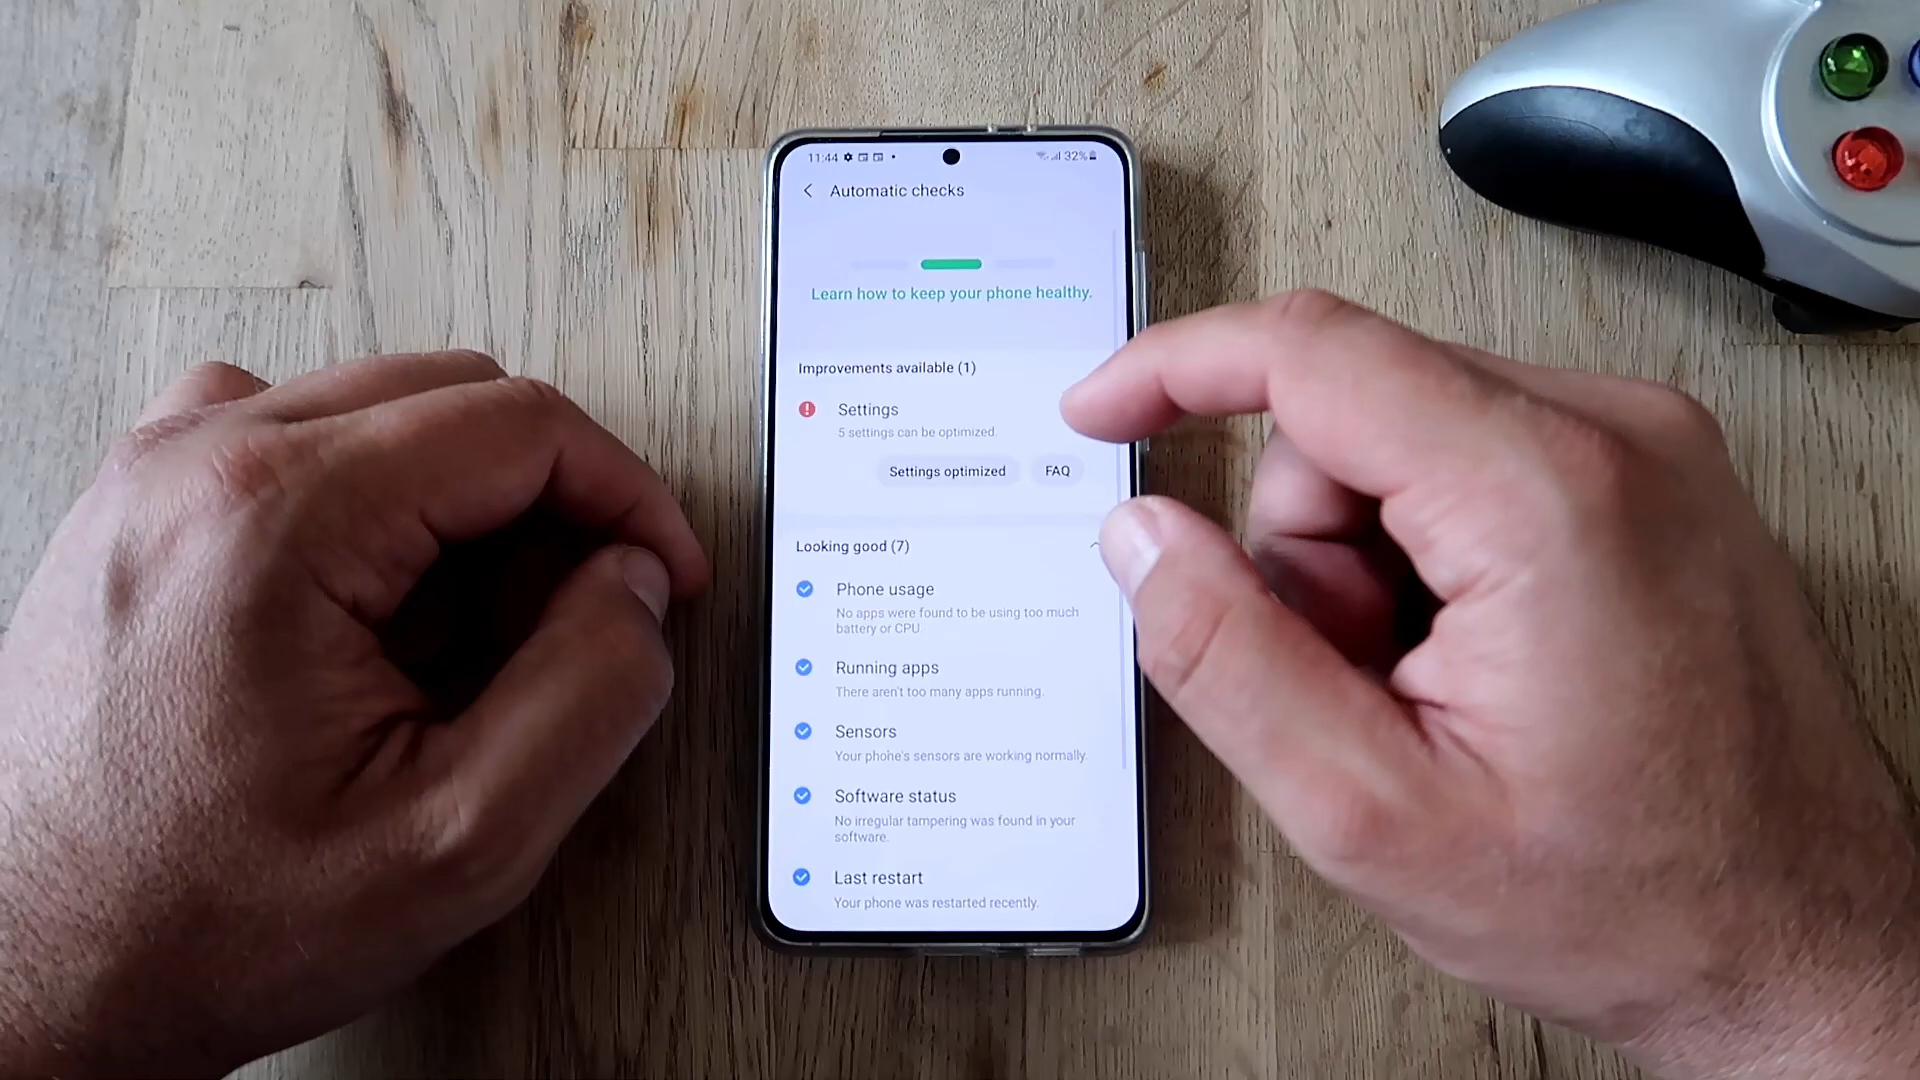 11:44
32%
Automatic checks
Learn how to keep your phone healthy.
Improvements available (1)
Settings
5 settings can be optimized.
Settings optimized
FAQ
Looking good (7)
Phone usage
No apps were found to be using too much
battery or CPU.
Running apps
There aren't too many apps running.
Sensors
Your phone's sensors are working normally.
Software status
No irregular tampering was found in your
software.
Last restart
Your phone was restarted recently.